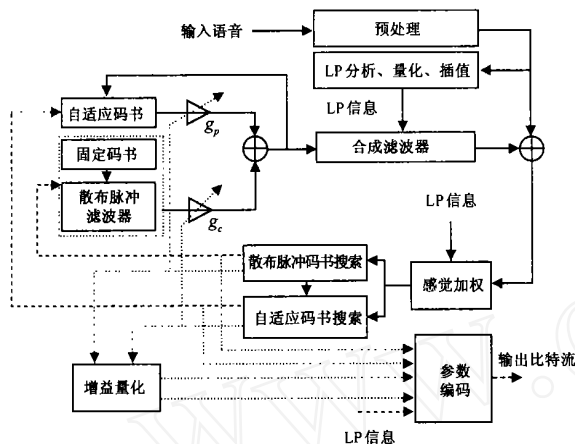 输入语音
预处理
LP分析、量化、插值
LP信息
自适应码书
g_p
固定码书
合成滤波器
散布脉冲
滤波器
g_c
LP信息
散布脉冲码书搜索
感觉加权
自适应码书搜索
增益量化
参数
编码
输出比特流
LP信息
WWW.